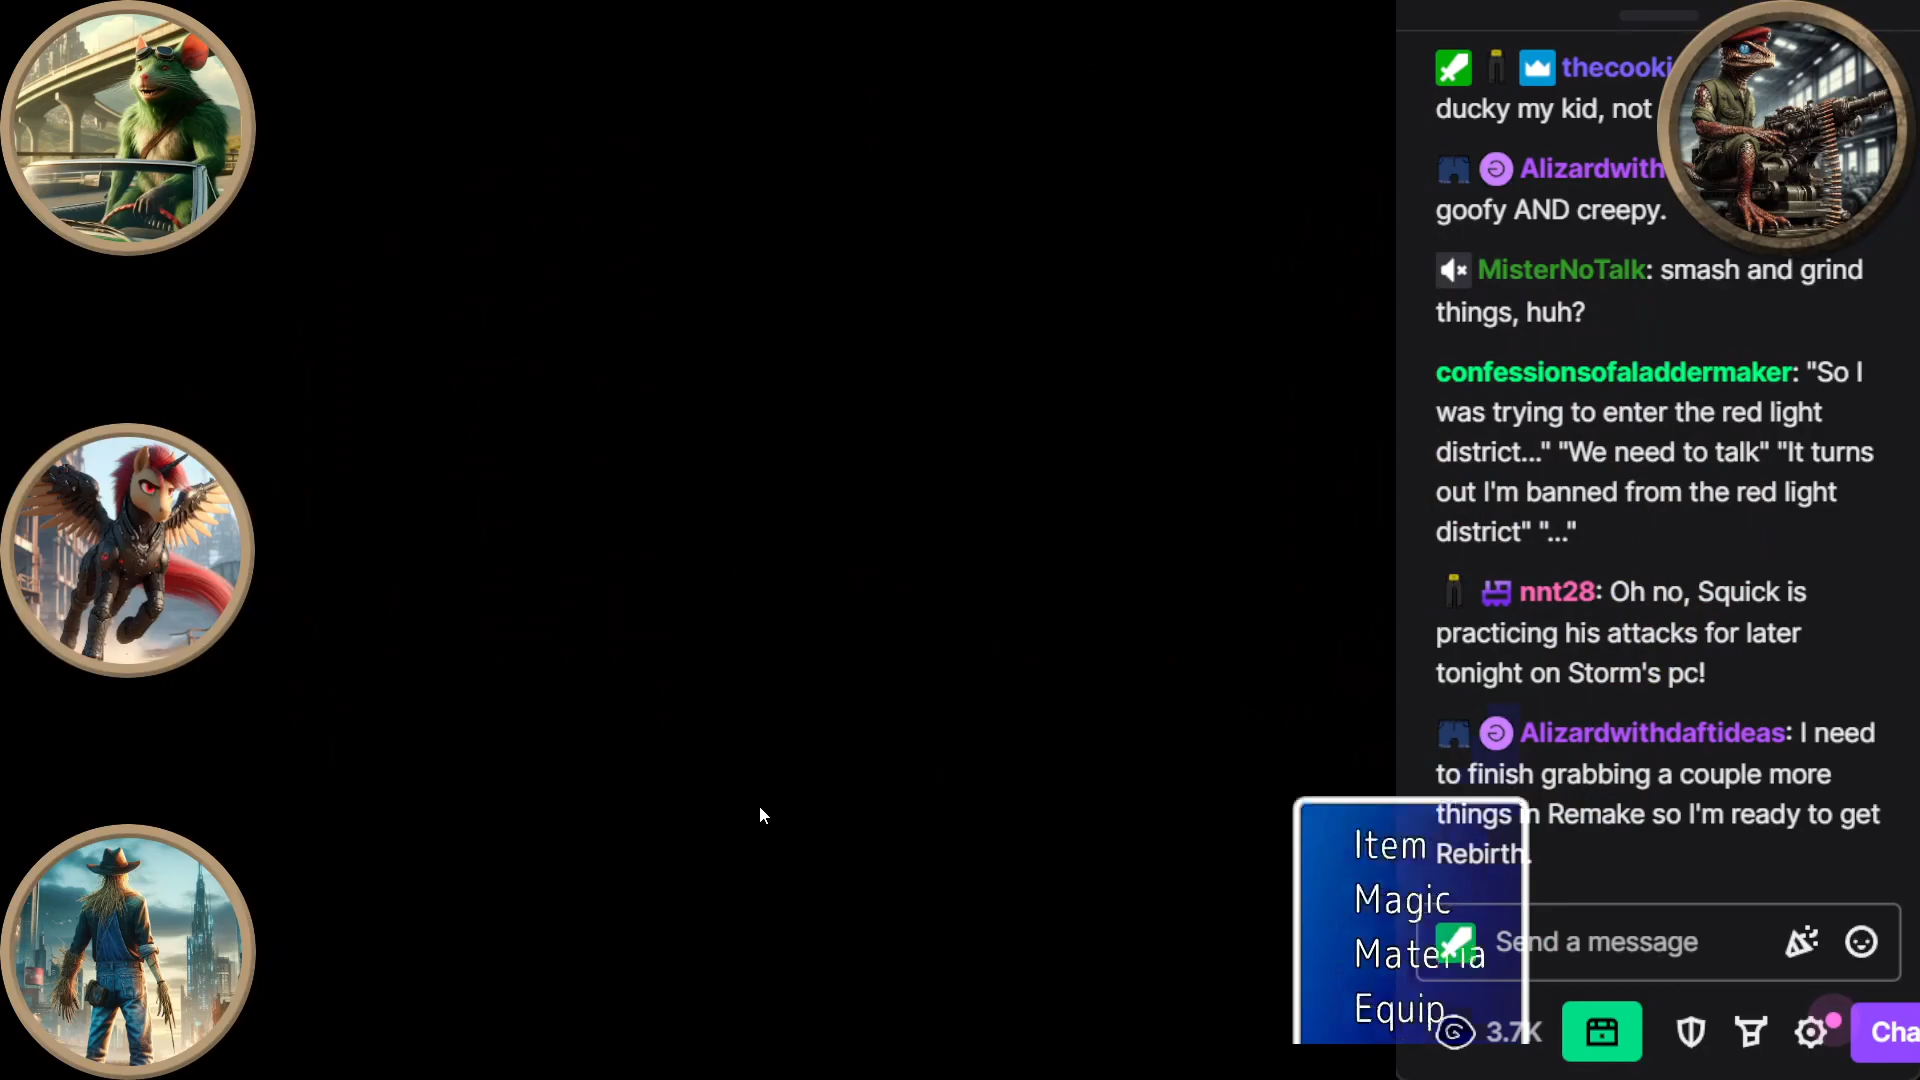 thecooki
ducky my kid, not
Alizardwith
goofy AND creepy.
MisterNoTalk: smash and grind
things, huh?
confessionsofaladdermaker: "So I
was trying to enter the red light
district..." "We need to talk" "It turns
out I'm banned from the red light
district" "..."
nnt28: Oh no, Squick is
practicing his attacks for later
tonight on Storm's pc!
Alizardwithdaftideas: I need
to finish grabbing a couple more
things in Remake so I'm ready to get
Rebirth.
Item
Magic
Materia
Equip
Send a message
3.7K
Cha